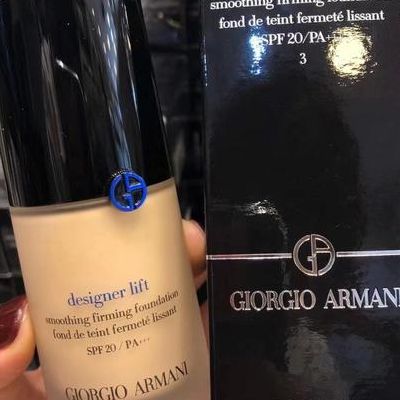 designer lift
smoothing firming foundation
fond de teint fermeté lissant
SPF 20 / PA+++
GIORGIO ARMANI
smoothing firming
fond de teint fermeté lissant
SPF 20/PA+
3
GIORGIO ARMANI